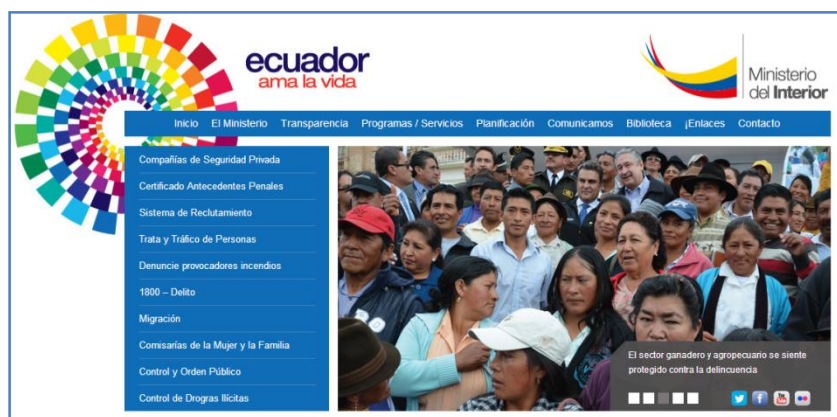 ecuador
ama la vida
Ministerio
del Interior
Inicio El Ministerio Transparencia Programas / Servicios Planificación Comunicamos Biblioteca ¡Enlaces Contacto
Compañías de Seguridad Privada
Certificado Antecedentes Penales
Sistema de Reclutamiento
Trata y Tráfico de Personas
Denuncie provocadores incendios
1800 – Delito
Migración
Comisarías de la Mujer y la Familia
Control y Orden Público
Control de Drogras Ilícitas
El sector ganadero y agropecuario se siente
protegido contra la delincuencia